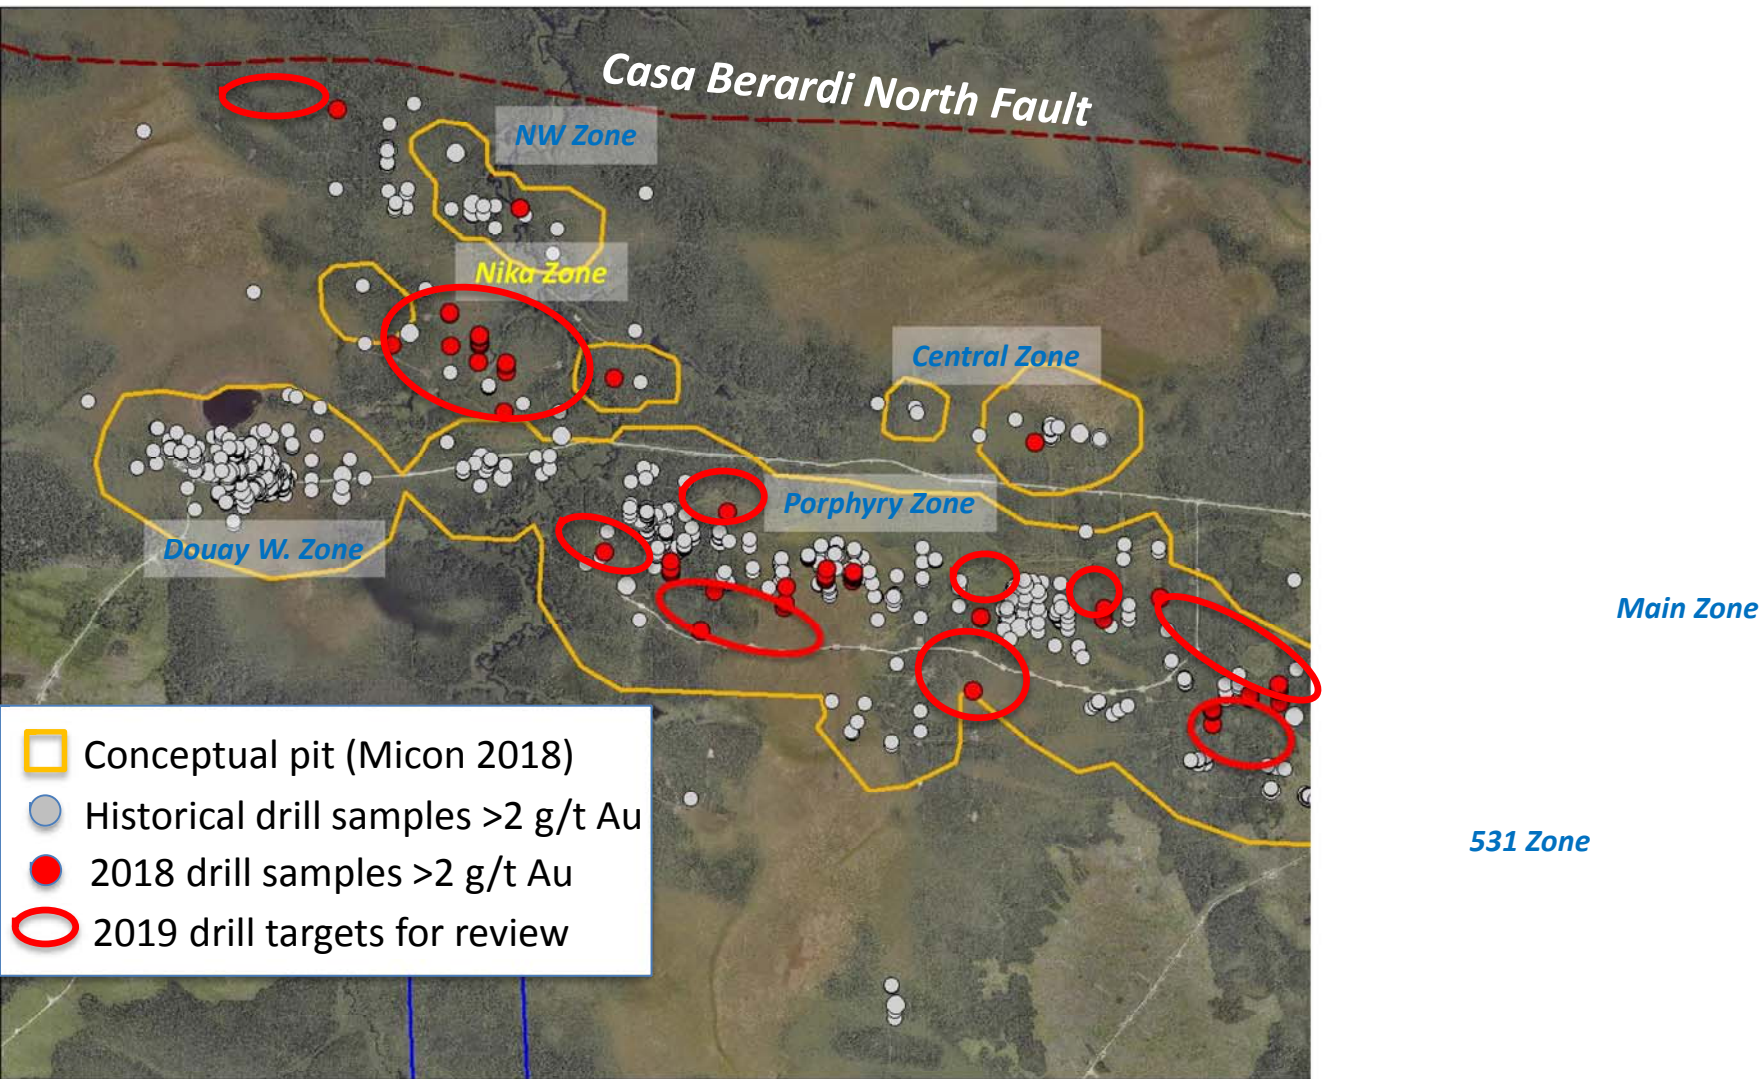 Casa Berardi North Fault
NW Zone
Nika Zone
Central Zone
Porphyry Zone
Douay W. Zone
Main Zone
531 Zone
Conceptual pit (Micon 2018)
Historical drill samples >2 g/t Au
2018 drill samples >2 g/t Au
2019 drill targets for review